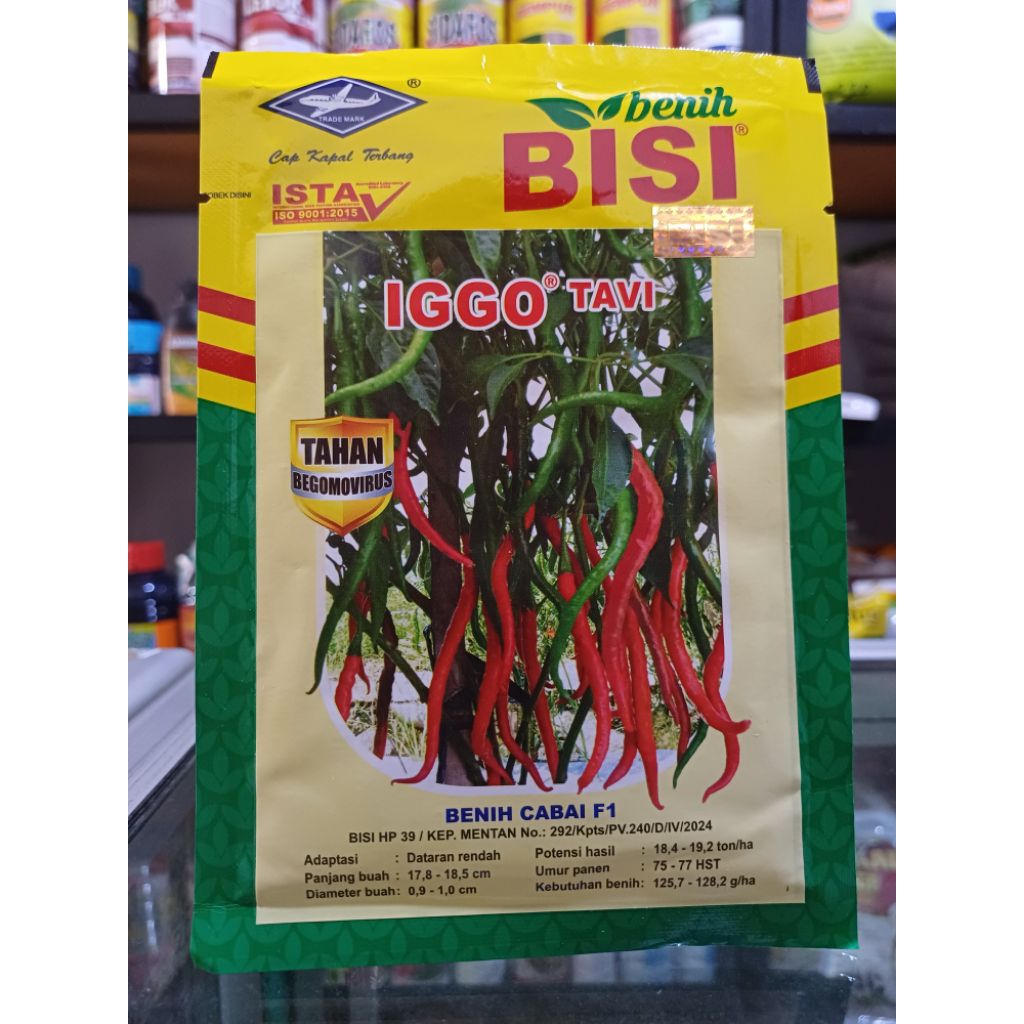 benih
BISI®
®
TRADE MARK
Cap Kapal Terbang
ISTA
ISO 9001:2015
SOBEK DISINI
IGGO® TAVI
TAHAN
BEGOMOVIRUS
BENIH CABAI F1
BISI HP 39 / KEP. MENTAN No.: 292/Kpts/PV.240/D/IV/2024
Adaptasi : Dataran rendah
Panjang buah : 17,8 - 18,5 cm
Diameter buah : 0,9 - 1,0 cm
Potensi hasil : 18,4 - 19,2 ton/ha
Umur panen : 75 - 77 HST
Kebutuhan benih: 125,7 - 128,2 g/ha